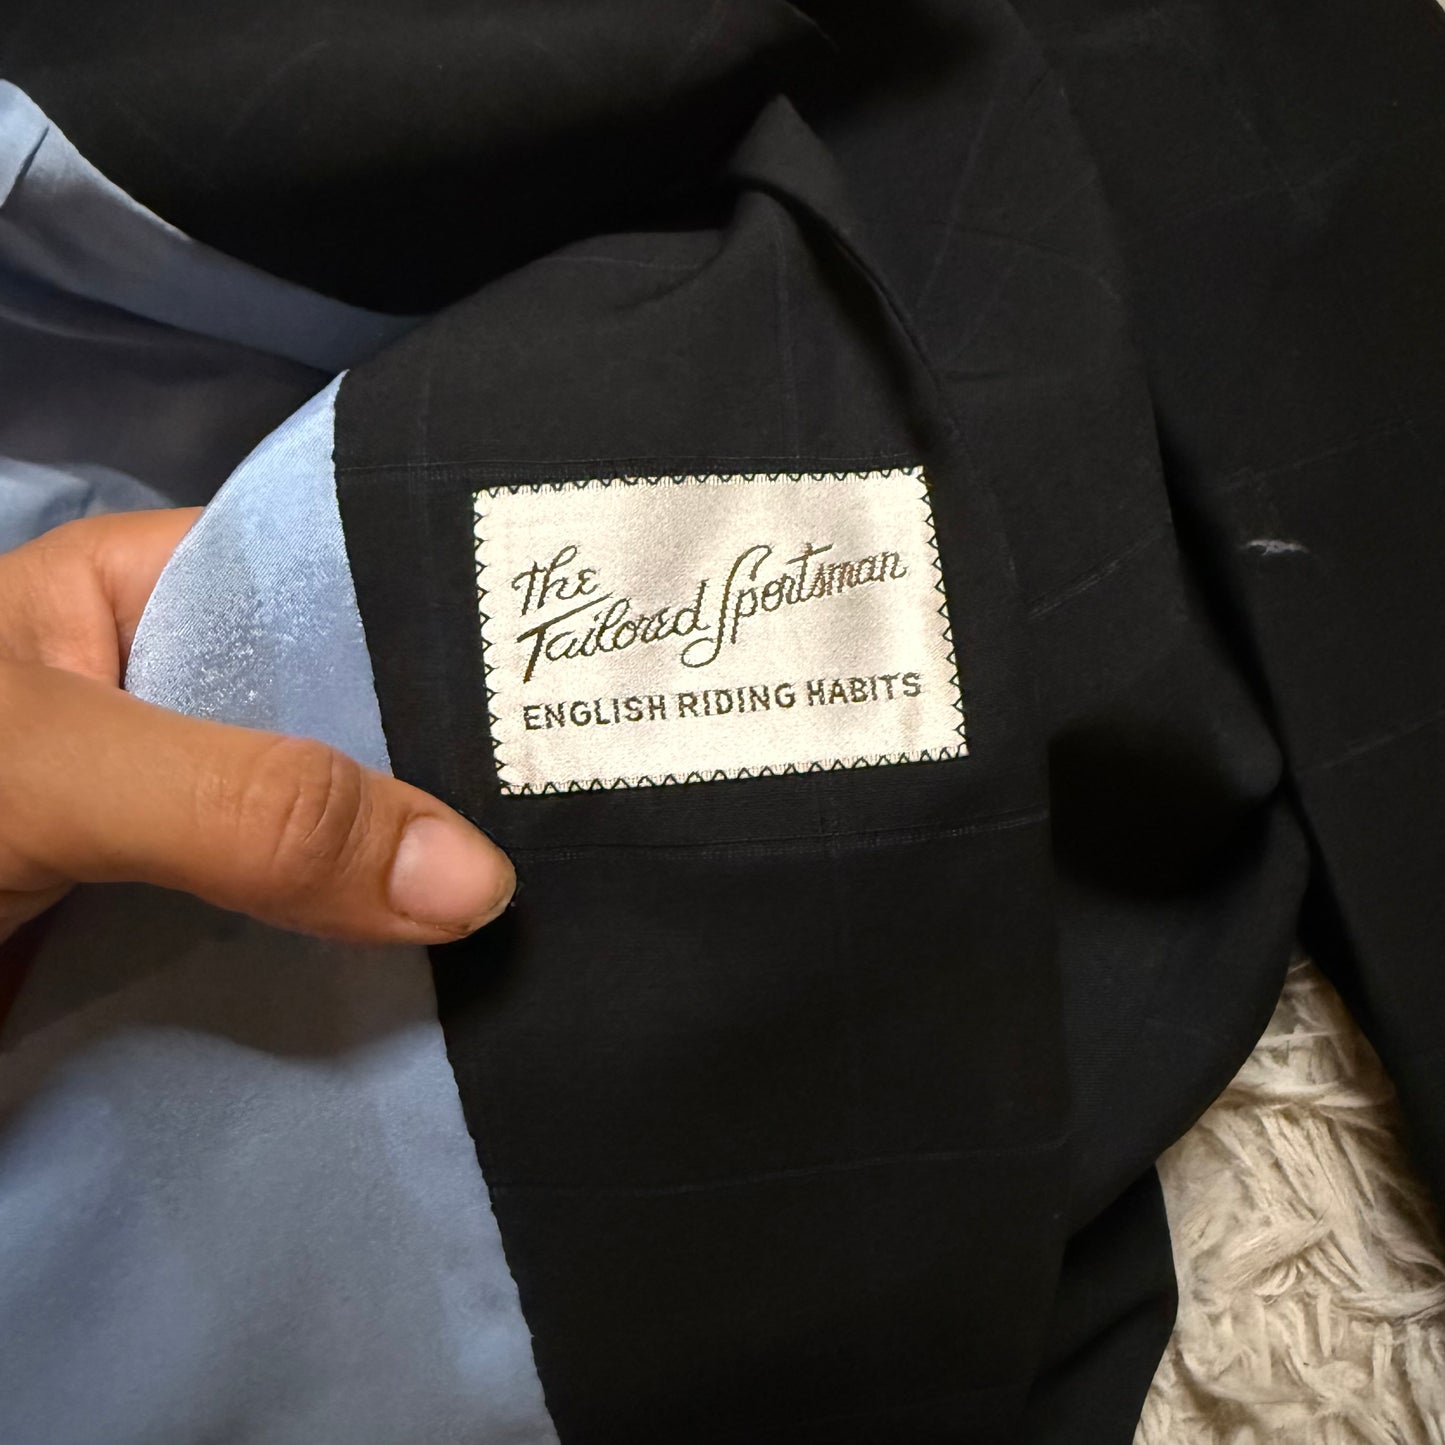 The
Tailored Sportsman
ENGLISH RIDING HABITS